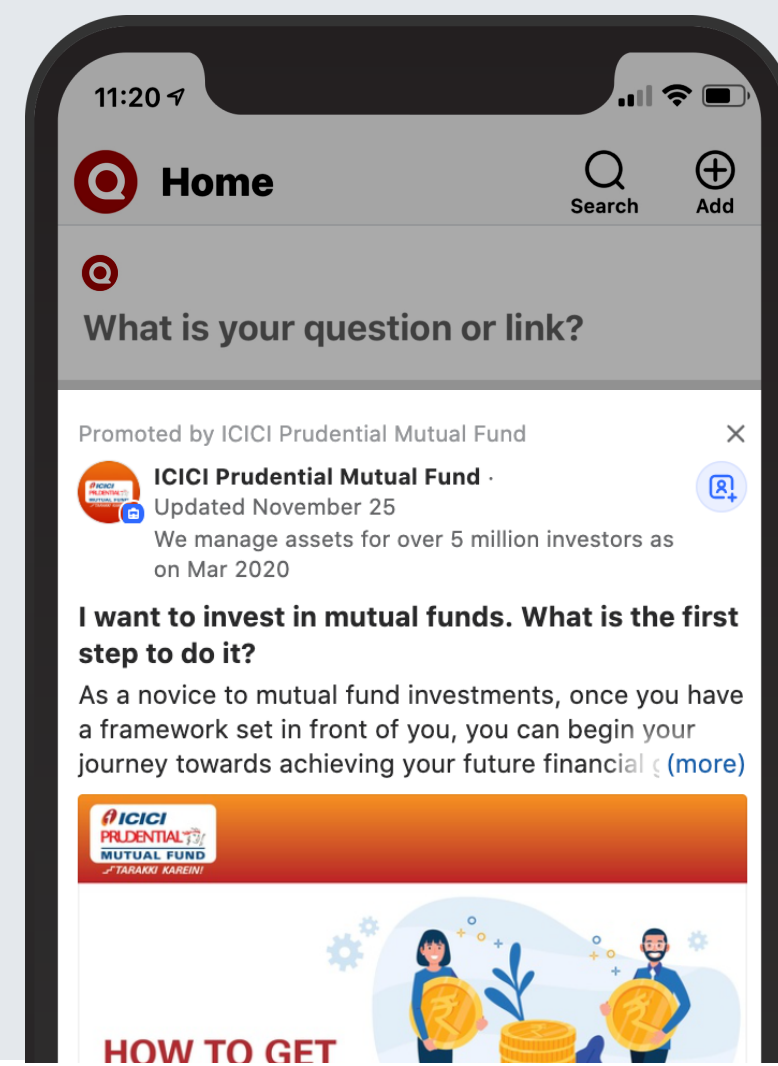 11:20
Home
Search
Add
What is your question or link?
Promoted by ICICI Prudential Mutual Fund
ICICI Prudential Mutual Fund ·
Updated November 25
We manage assets for over 5 million investors as
on Mar 2020
I want to invest in mutual funds. What is the first
step to do it?
As a novice to mutual fund investments, once you have
a framework set in front of you, you can begin your
journey towards achieving your future financial (more)
ICICI
PRUDENTIAL
MUTUAL FUND
TARAKKI KAREIN!
HOW TO GET